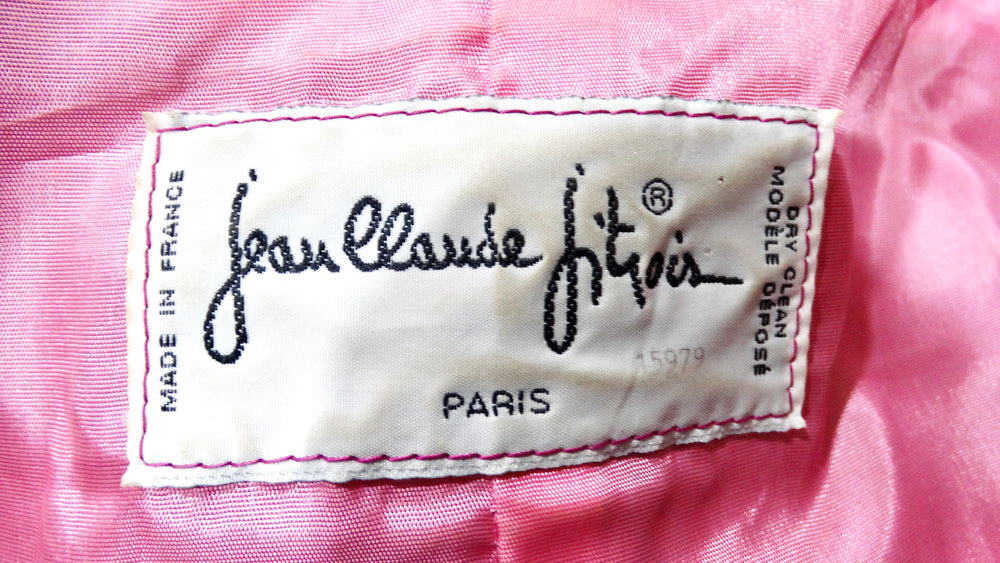 MADE IN FRANCE
jean Claude jitrois ®
15979
PARIS
DRY CLEAN
MODÈLE DÉPOSÉ